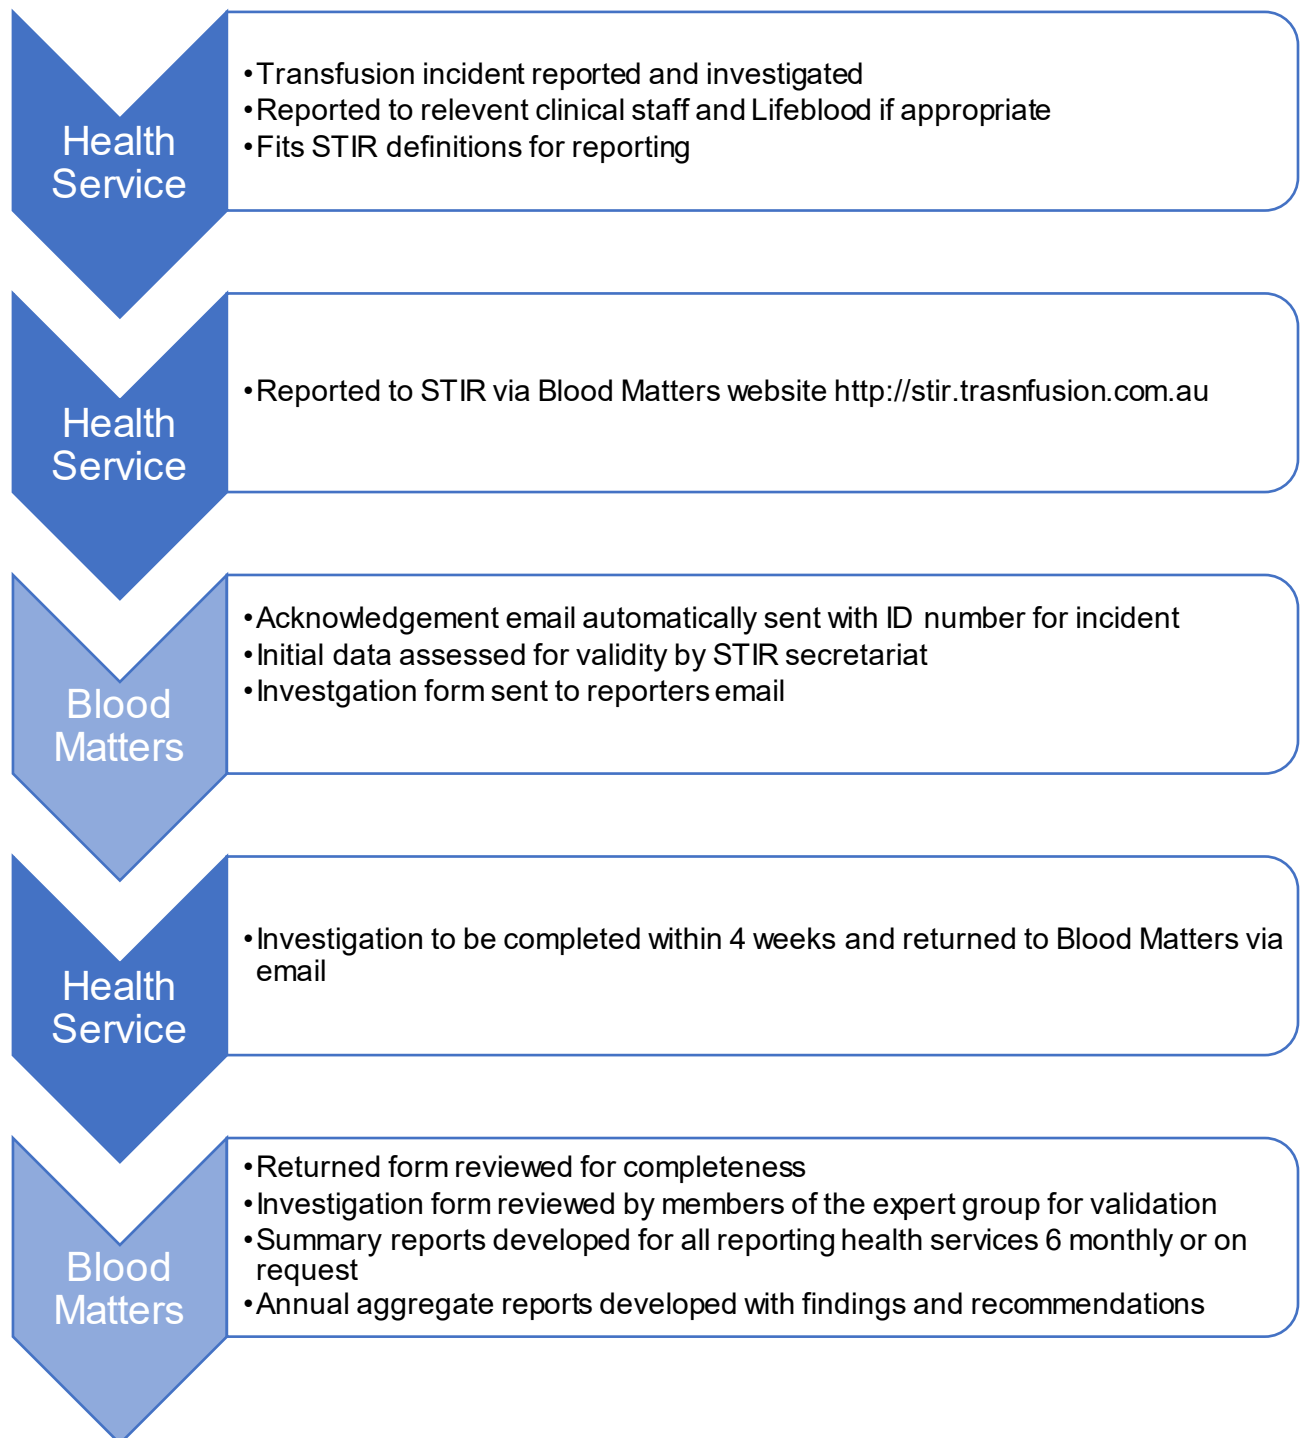 Health
Service
•Transfusion incident reported and investigated
•Reported to relevent clinical staff and Lifeblood if appropriate
•Fits STIR definitions for reporting
Health
Service
•Reported to STIR via Blood Matters website http://stir.trasnfusion.com.au
Blood
Matters
•Acknowledgement email automatically sent with ID number for incident
•Initial data assessed for validity by STIR secretariat
•Investgation form sent to reporters email
Health
Service
•Investigation to be completed within 4 weeks and returned to Blood Matters via
email
Blood
Matters
•Returned form reviewed for completeness
•Investigation form reviewed by members of the expert group for validation
•Summary reports developed for all reporting health services 6 monthly or on
request
•Annual aggregate reports developed with findings and recommendations